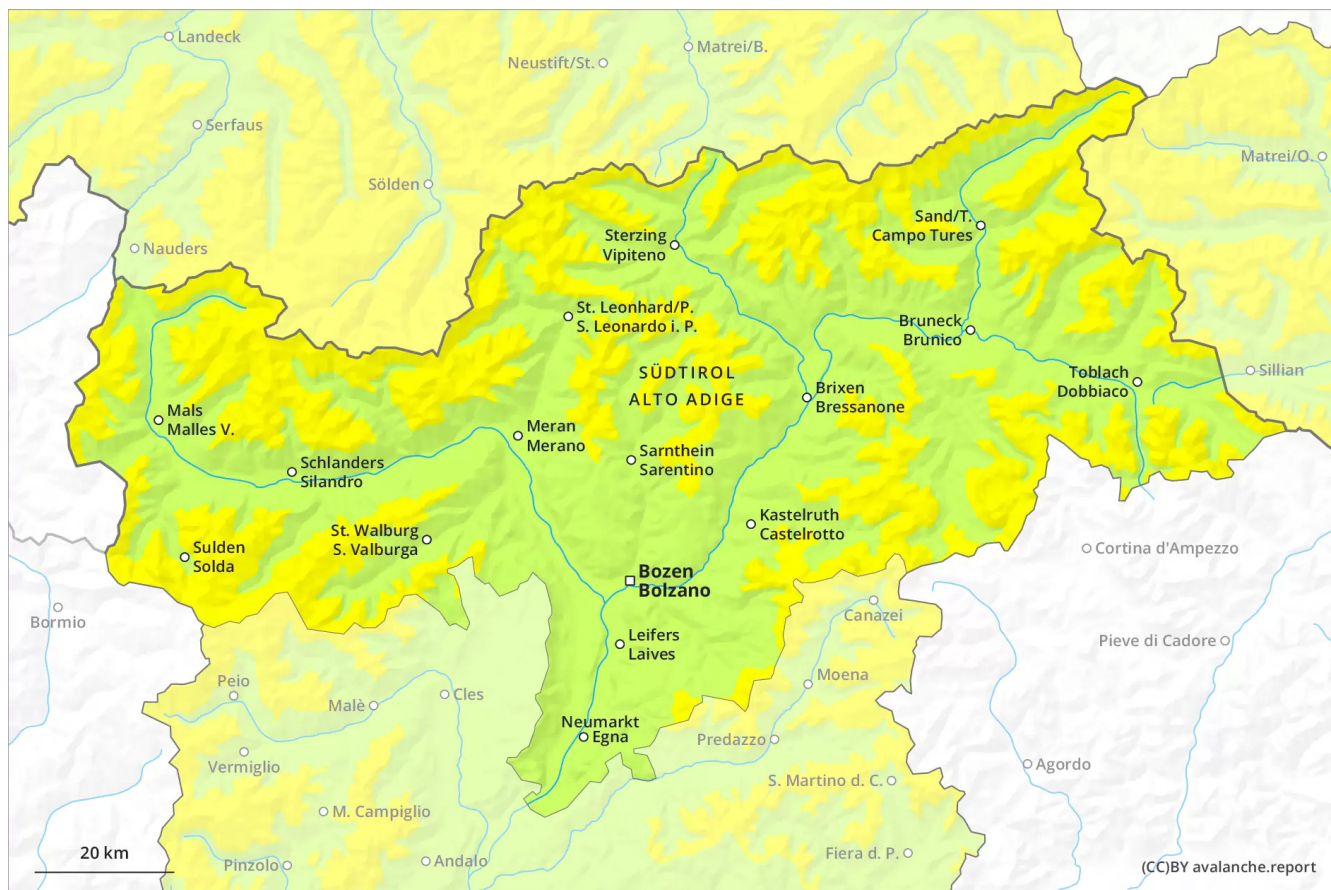 Landeck
Matrei/B.
Neustift/St.
Serfaus
Matrei/O.
Sölden
Sand/T.
Campo Tures
Nauders
Sterzing
Vipiteno
St. Leonhard/P.
S. Leonardo i. P.
Bruneck
Brunico
SÜDTIROL
ALTO ADIGE
Toblach
Dobbiaco
Sillian
Brixen
Bressanone
Mals
Malles V.
Meran
Merano
Schlanders
Silandro
Sarnthein
Sarentino
Kastelruth
Castelrotto
St. Walburg
S. Valburga
Sulden
Solda
Cortina d'Ampezzo
Bozen
Bolzano
Bormio
Canazei
Leifers
Laives
Pieve di Cadore
Peio
Malè
Cles
Moena
Neumarkt
Egna
Predazzo
Vermiglio
Agordo
S. Martino d. C.
M. Campiglio
20 km
Pinzolo
Andalo
Fiera d. P.
(CC)BY avalanche.report